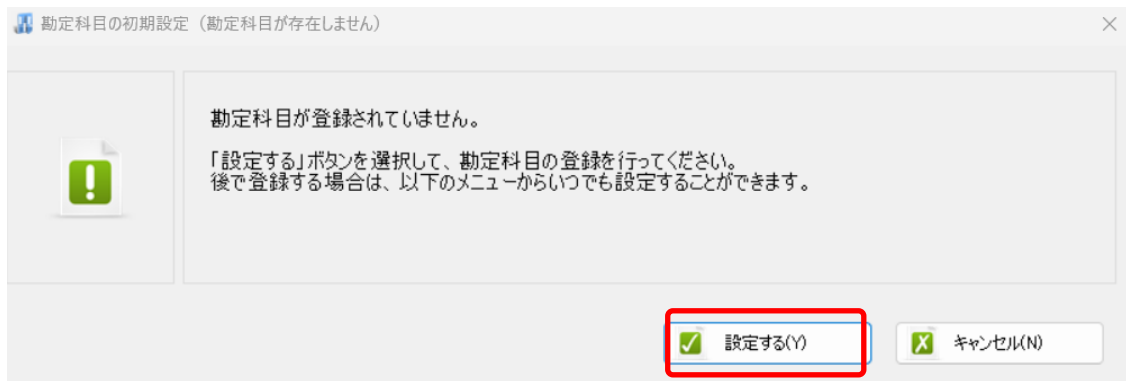 勘定科目の初期設定（勘定科目が存在しません）
勘定科目が登録されていません。
「設定する」ボタンを選択して、勘定科目の登録を行ってください。
後で登録する場合は、以下のメニューからいつでも設定することができます。
設定する(Y)
キャンセル(N)